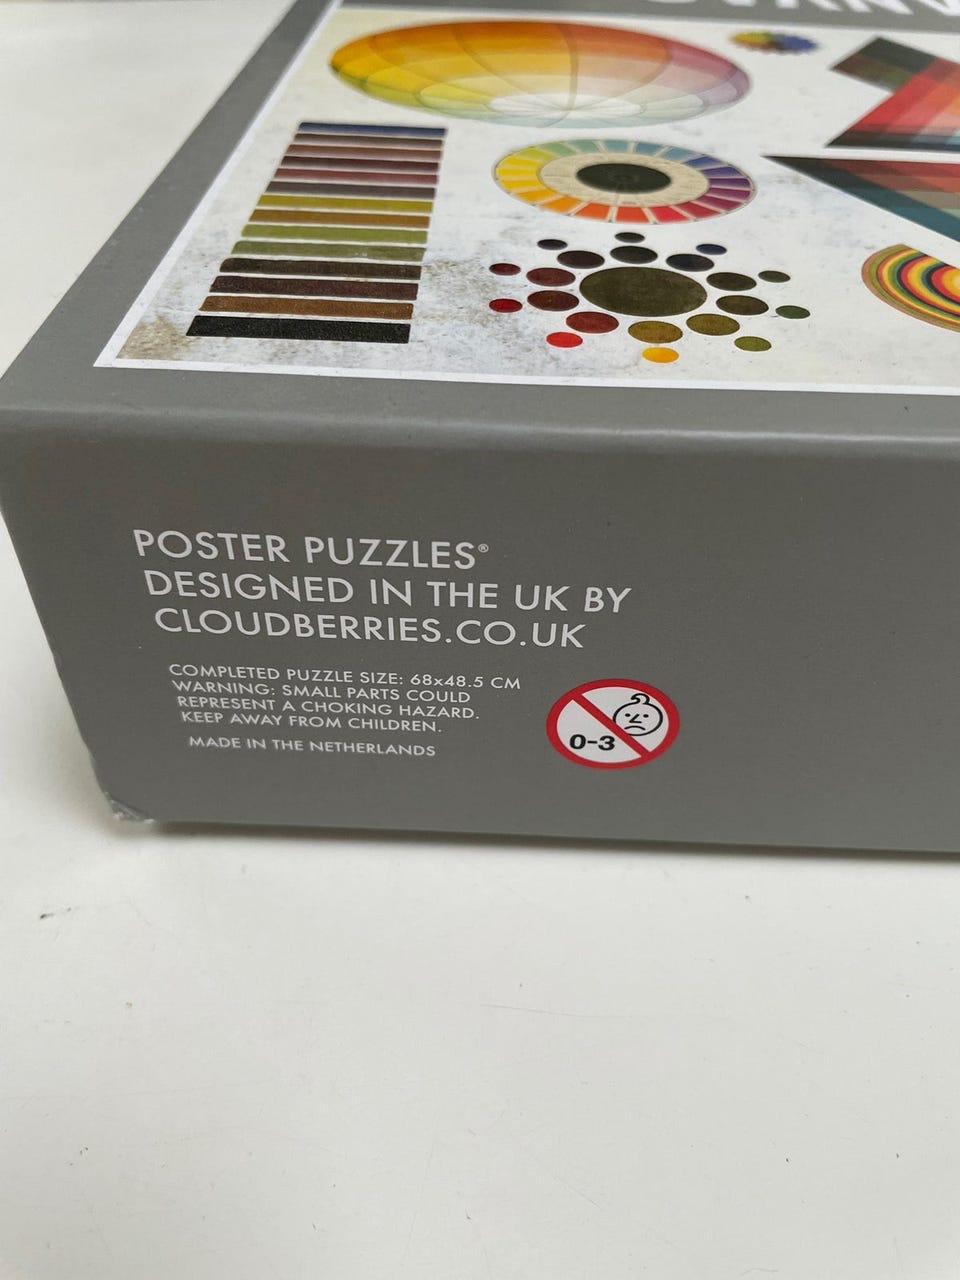 POSTER PUZZLES®
DESIGNED IN THE UK BY
CLOUDBERRIES.CO.UK
COMPLETED PUZZLE SIZE: 68x48.5 CM
WARNING: SMALL PARTS COULD
REPRESENT A CHOKING HAZARD.
KEEP AWAY FROM CHILDREN.
MADE IN THE NETHERLANDS
0-3